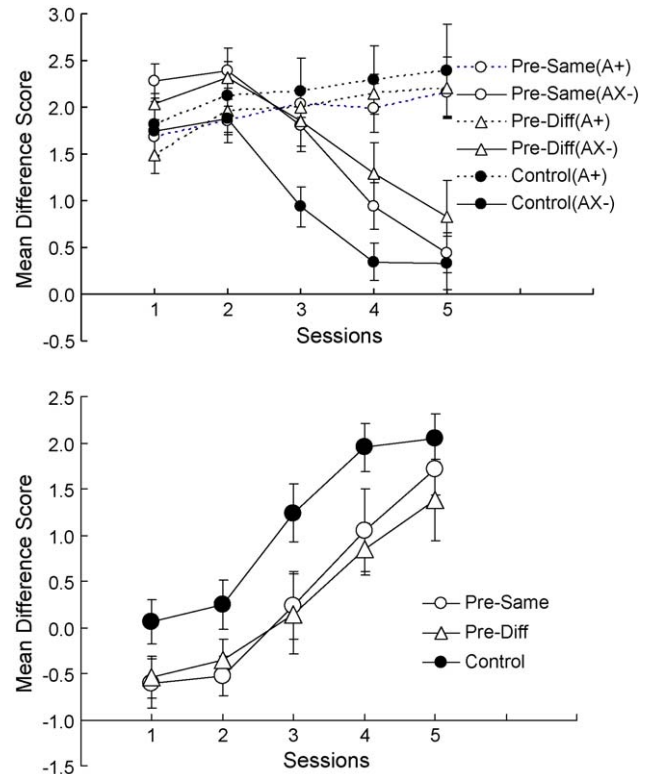 3.0
2.5
2.0
1.5
1.0
0.5
0.0
-0.5
Mean Difference Score
1 2 3 4 5
Sessions
Pre-Same(A+)
Pre-Same(AX-)
Pre-Diff(A+)
Pre-Diff(AX-)
Control(A+)
Control(AX-)
2.5
2.0
1.5
1.0
0.5
0.0
-0.5
-1.0
-1.5
Mean Difference Score
1 2 3 4 5
Sessions
Pre-Same
Pre-Diff
Control